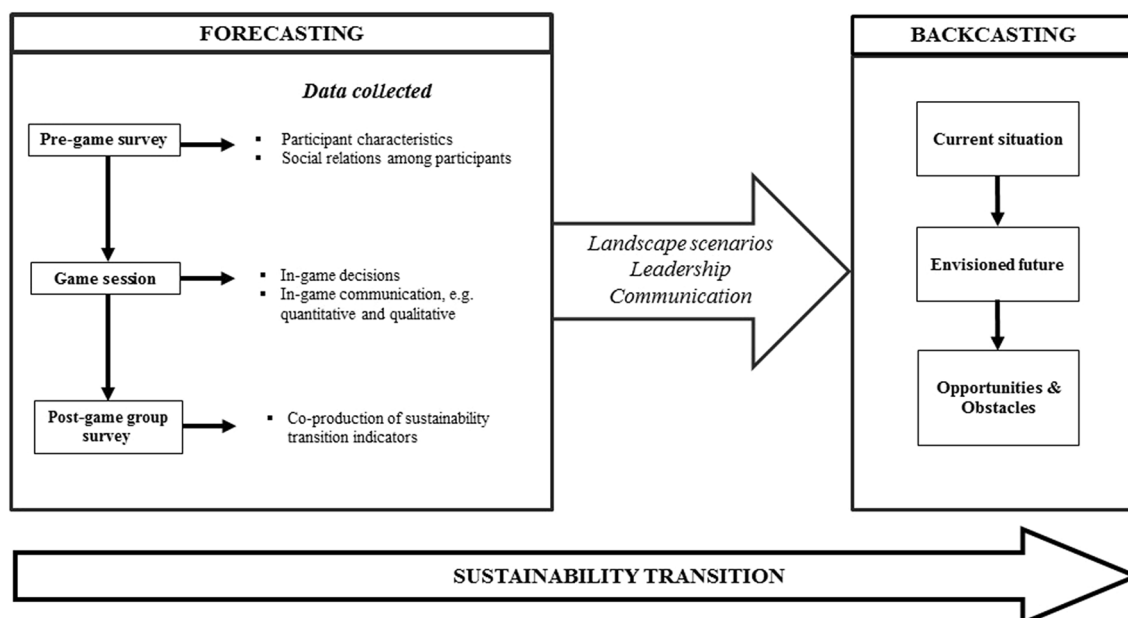 FORECASTING
Data collected
Pre-game survey
▪ Participant characteristics
▪ Social relations among participants
Game session
▪ In-game decisions
▪ In-game communication, e.g.
quantitative and qualitative
Post-game group
survey
▪ Co-production of sustainability
transition indicators
Landscape scenarios
Leadership
Communication
BACKCASTING
Current situation
Envisioned future
Opportunities &
Obstacles
SUSTAINABILITY TRANSITION